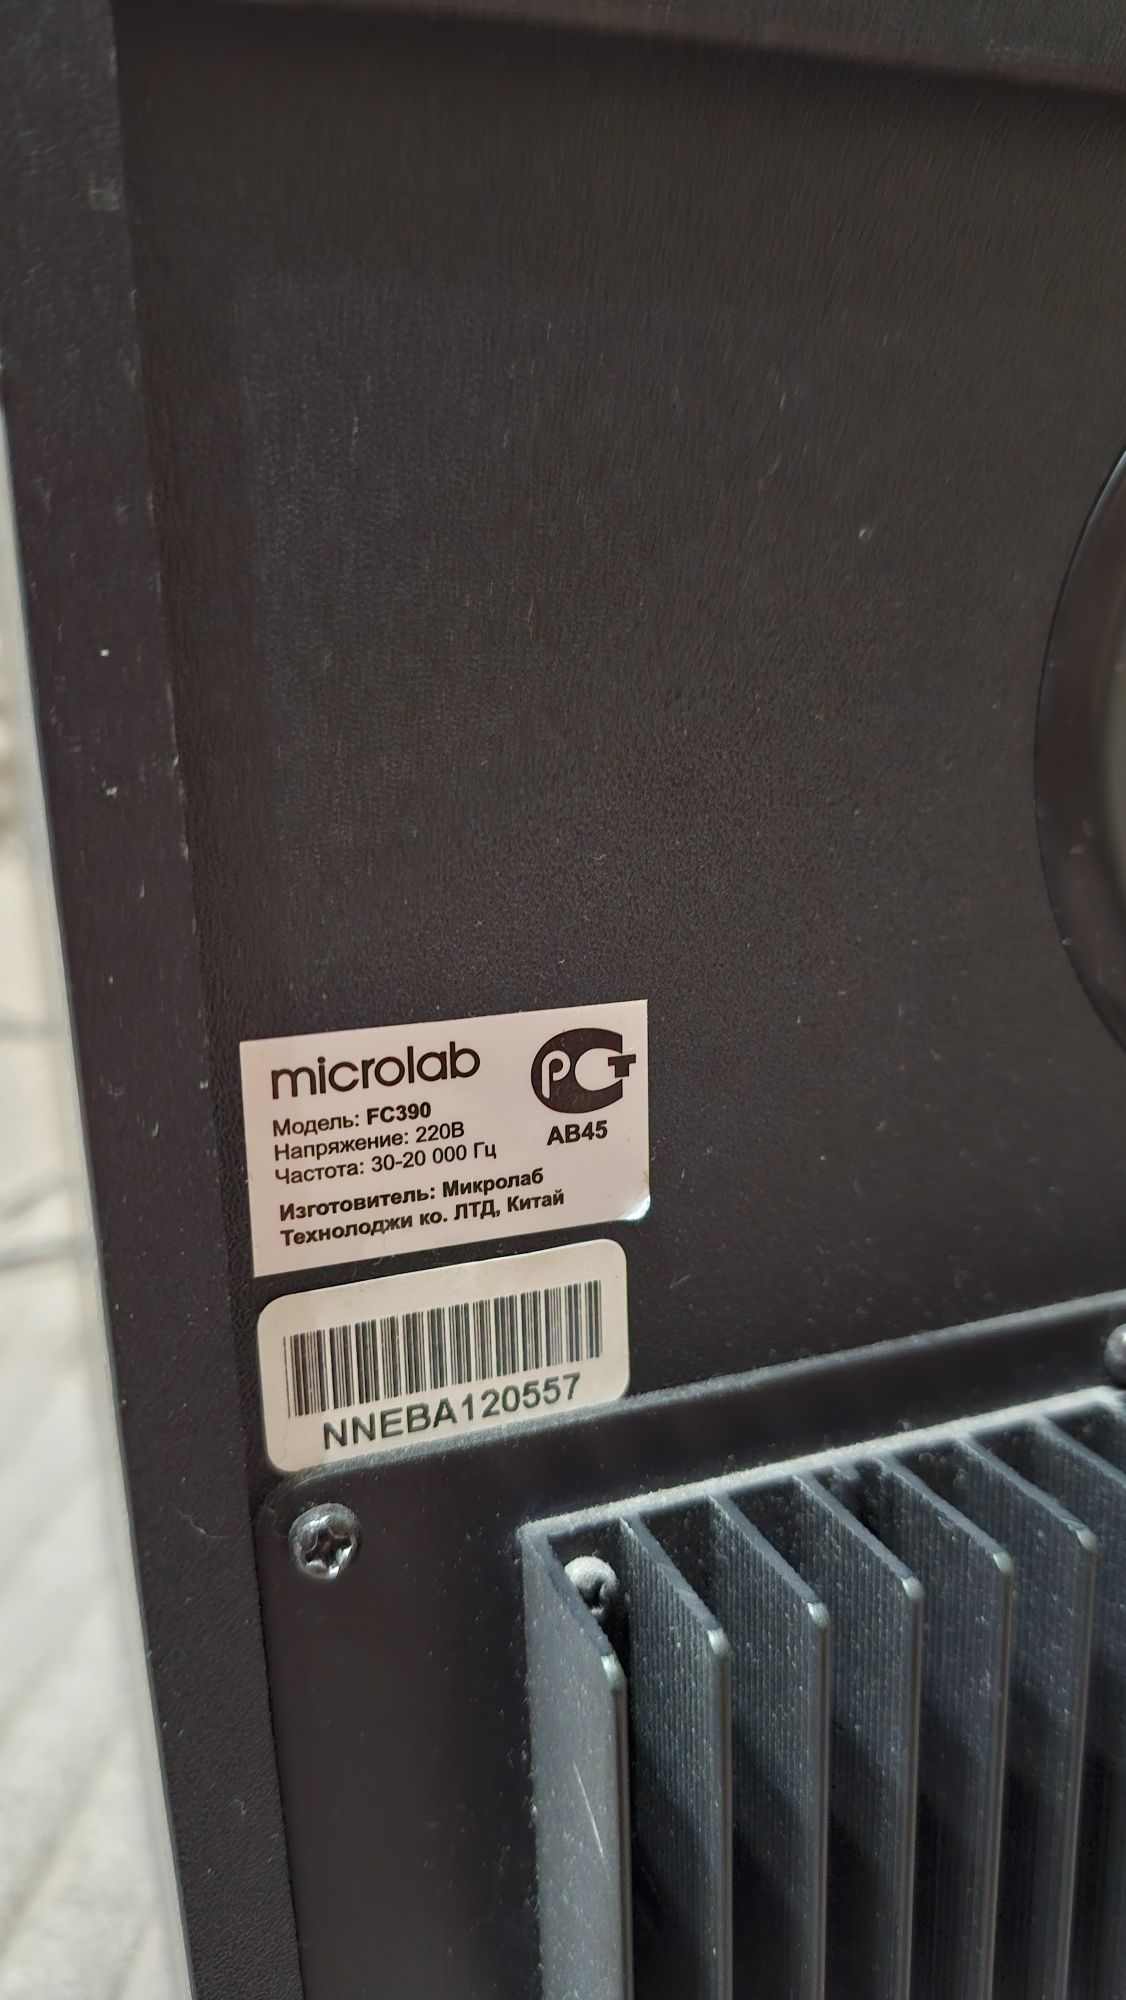 microlab
Модель: FC390
Напряжение: 220В
Частота: 30-20 000 Гц
Изготовитель: Микролаб
Технолоджи ко. ЛТД, Китай
РСТ
АВ45
NNEBA120557